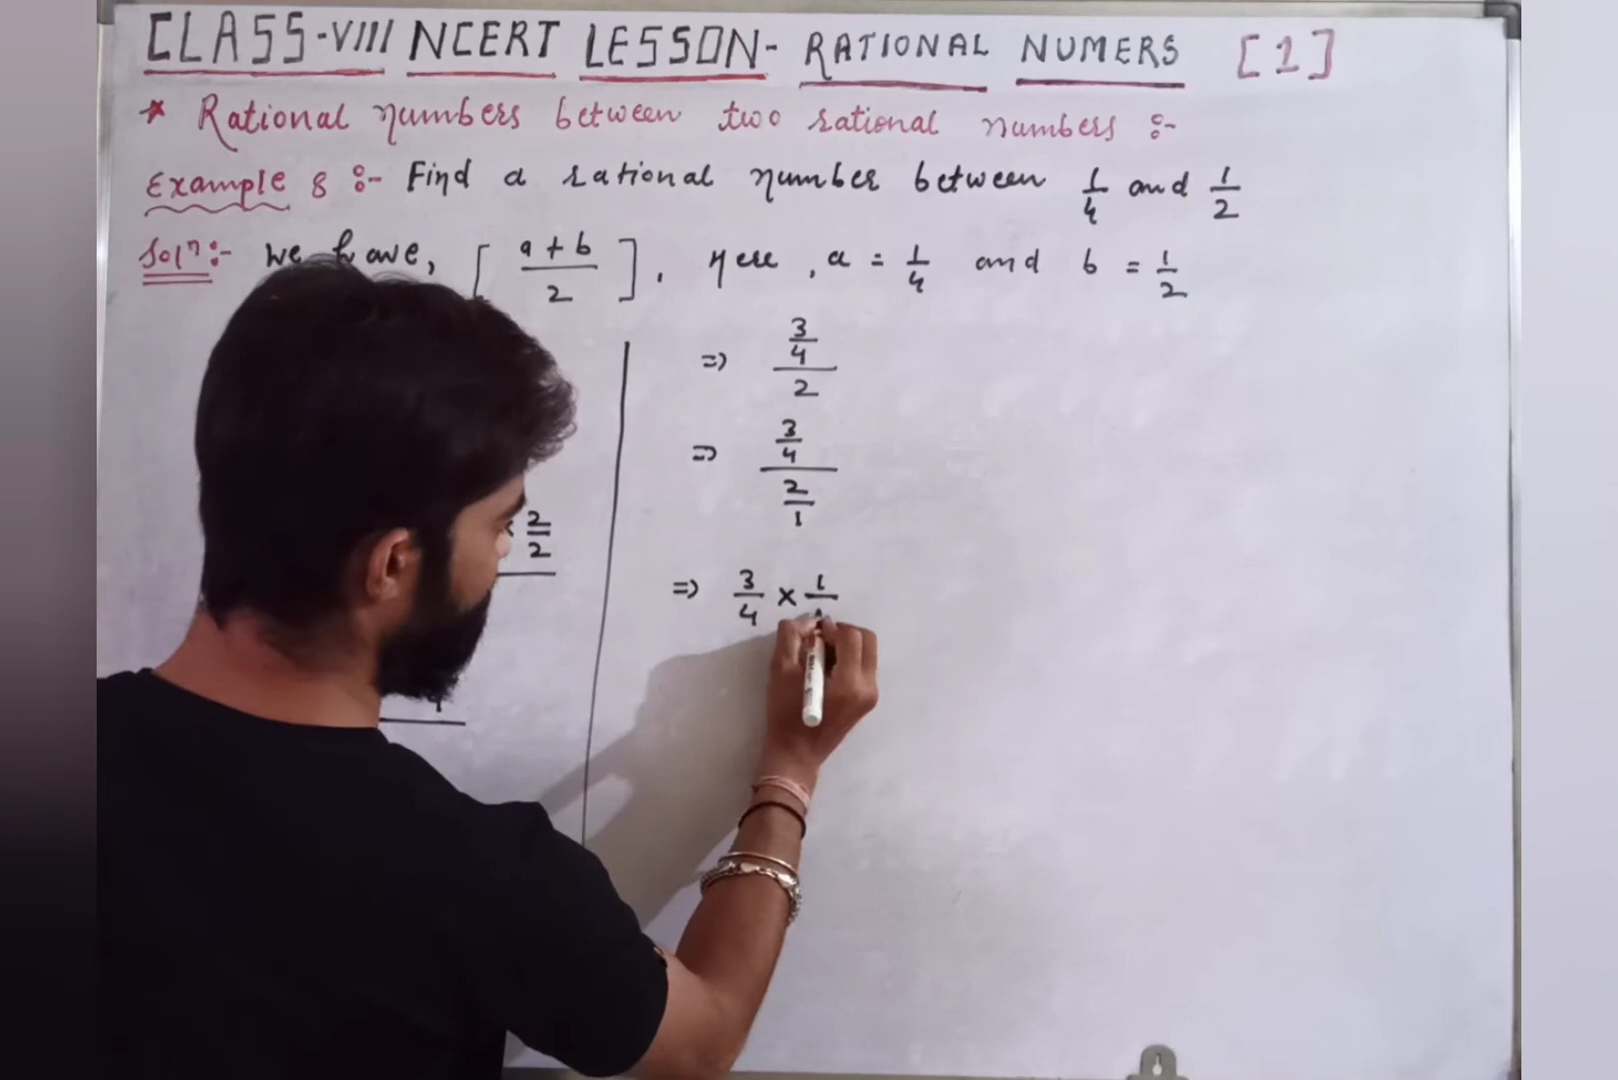 CLASS-VIII NCERT LESSON- RATIONAL NUMERS [1]
* Rational numbers between two rational numbers :-
Example 8 :- Find a rational number between 1/4 and 1/2
Solⁿ:- We have, [ a+b / 2 ]. Here, a = 1/4 and b = 1/2
=> 3/4 / 2
=> 3/4 / 2/1
× 2/2
=> 3/4 × 1/